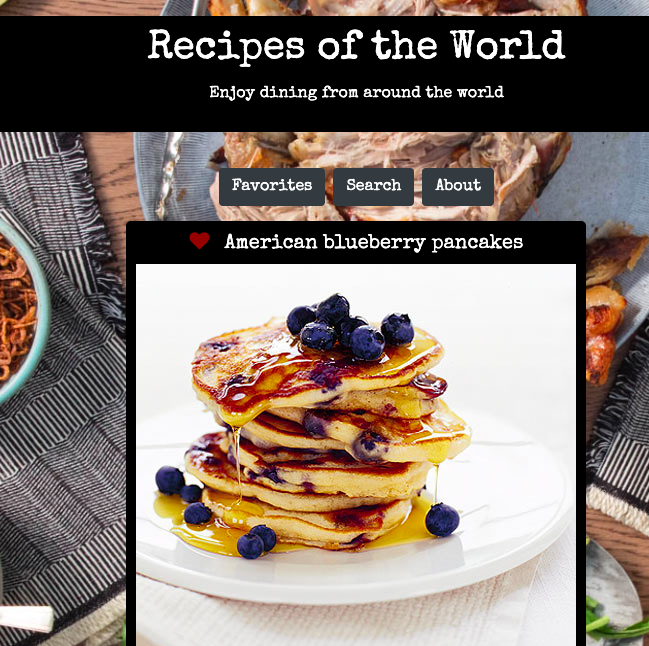 Recipes of the World
Enjoy dining from around the world
Favorites Search About
American blueberry pancakes